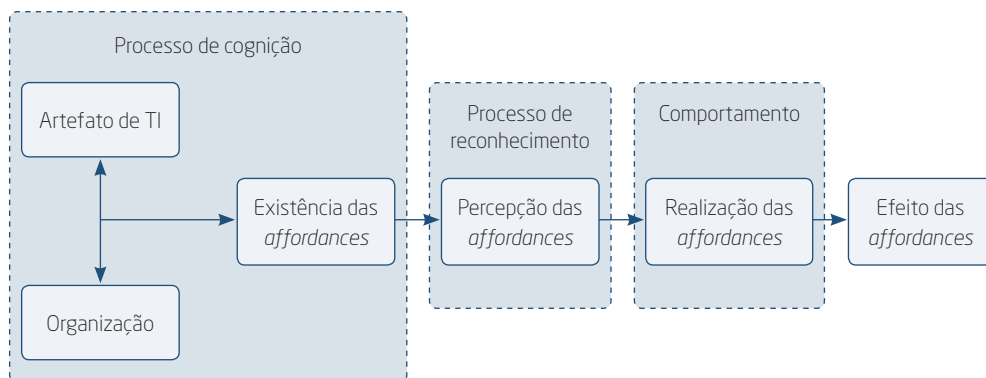 Processo de cognição
Artefato de TI
Organização
Existência das
affordances
Processo de
reconhecimento
Percepção das
affordances
Comportamento
Realização das
affordances
Efeito das
affordances